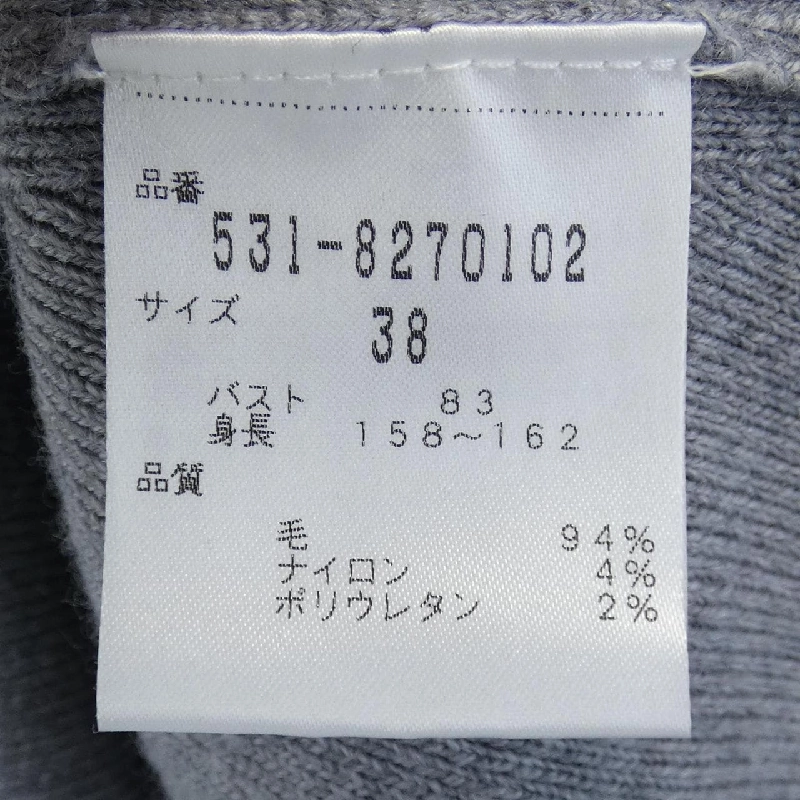 品番
531-8270102
サイズ
38
バスト 83
身長 158～162
品質
毛 94%
ナイロン 4%
ポリウレタン 2%